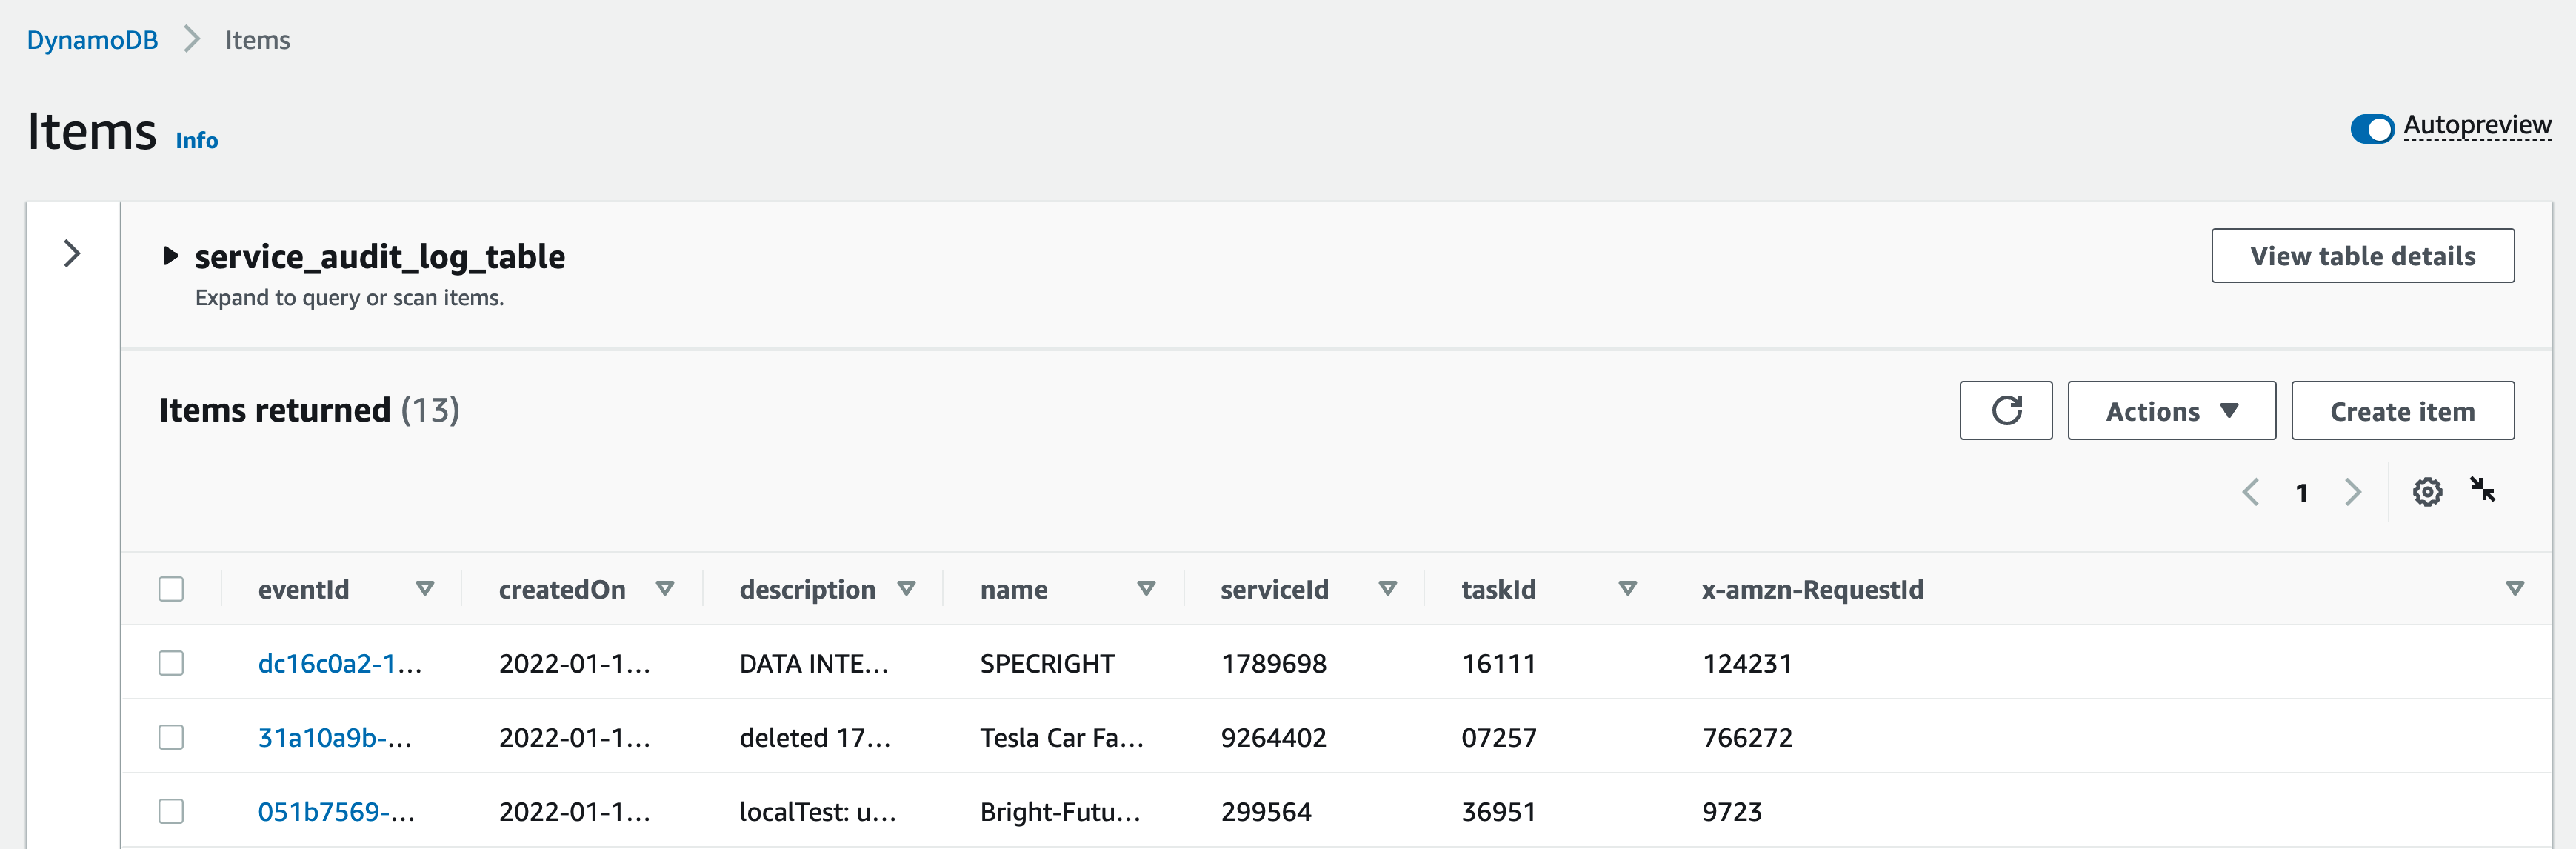 DynamoDB > Items
Items Info
Autopreview
service_audit_log_table
View table details
Expand to query or scan items.
Items returned (13)
Actions
Create item
1
eventId createdOn description name serviceId taskId x-amzn-RequestId
dc16c0a2-1... 2022-01-1... DATA INTE... SPECRIGHT 1789698 16111 124231
31a10a9b-... 2022-01-1... deleted 17... Tesla Car Fa... 9264402 07257 766272
051b7569-... 2022-01-1... localTest: u... Bright-Futu... 299564 36951 9723